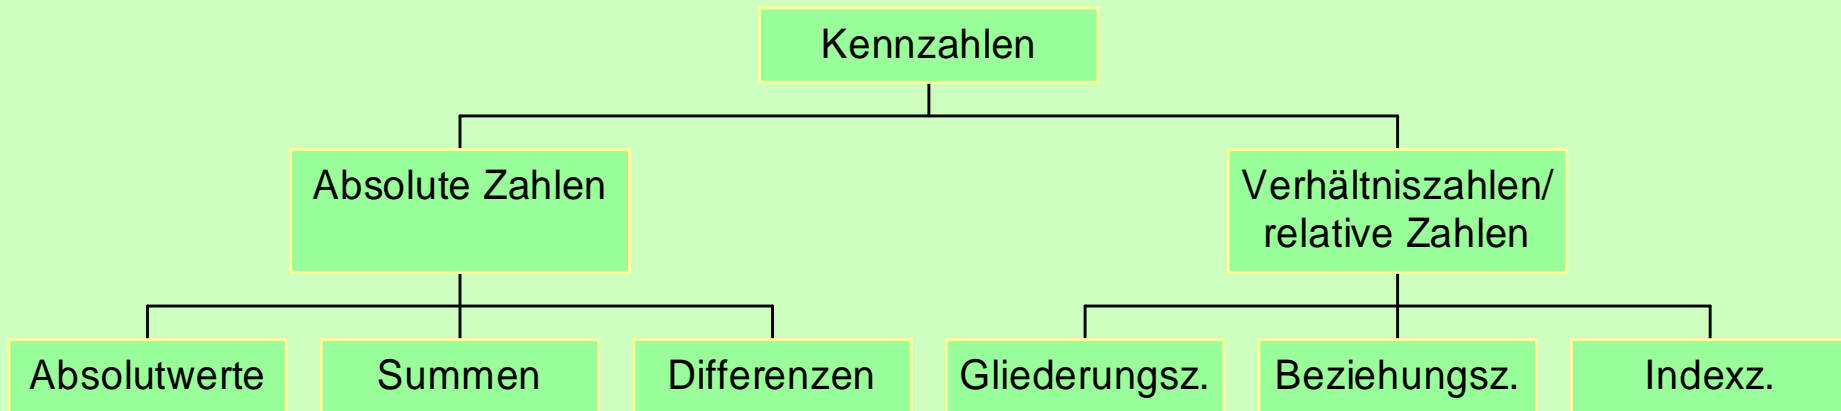 Kennzahlen
Absolute Zahlen
Verhältniszahlen/
relative Zahlen
Absolutwerte
Summen
Differenzen
Gliederungsz.
Beziehungsz.
Indexz.